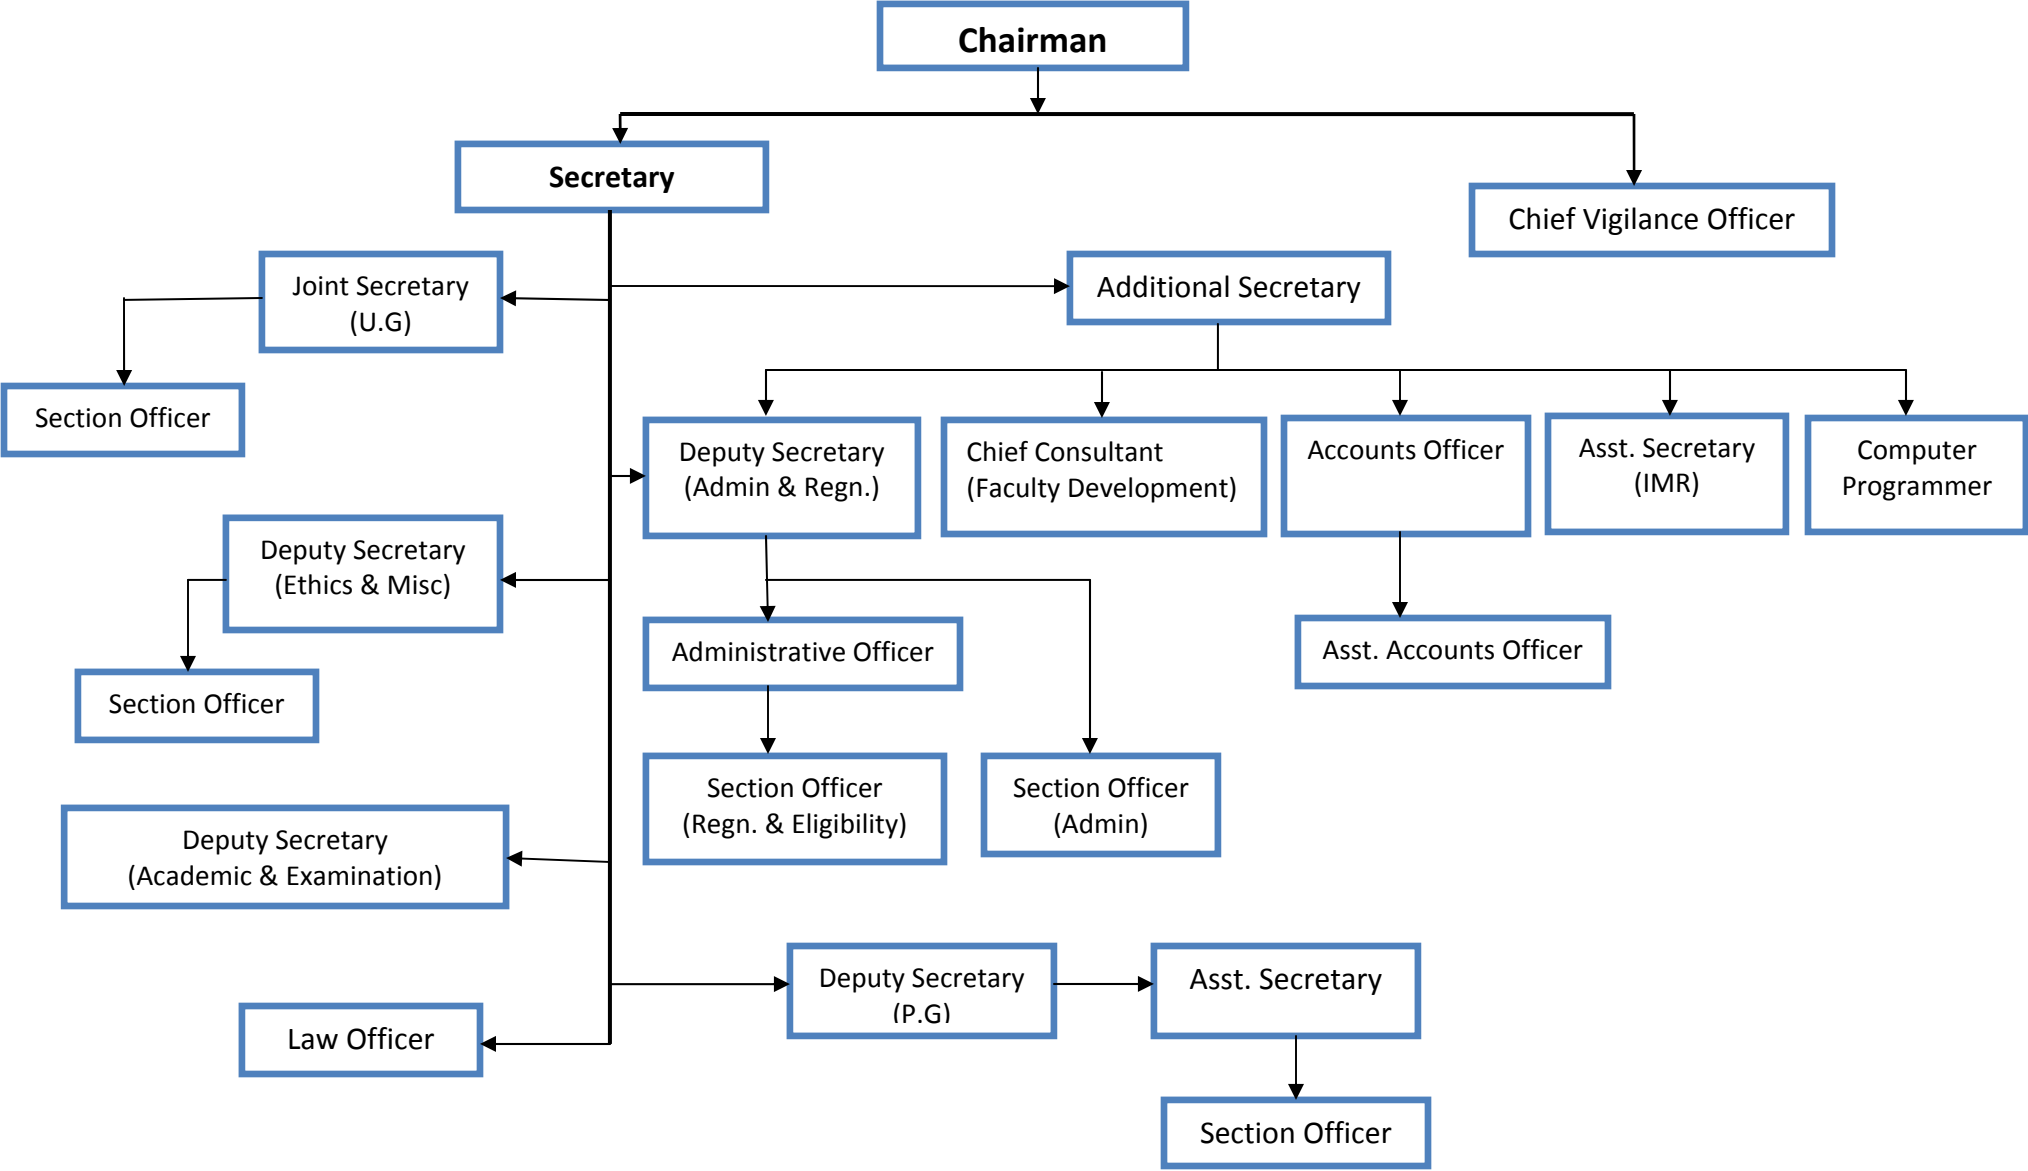 Chairman
Secretary
Chief Vigilance Officer
Joint Secretary
(U.G)
Additional Secretary
Section Officer
Deputy Secretary
(Admin & Regn.)
Chief Consultant
(Faculty Development)
Accounts Officer
Asst. Secretary
(IMR)
Computer
Programmer
Deputy Secretary
(Ethics & Misc)
Administrative Officer
Asst. Accounts Officer
Section Officer
Section Officer
(Regn. & Eligibility)
Section Officer
(Admin)
Deputy Secretary
(Academic & Examination)
Deputy Secretary
(P.G)
Asst. Secretary
Law Officer
Section Officer